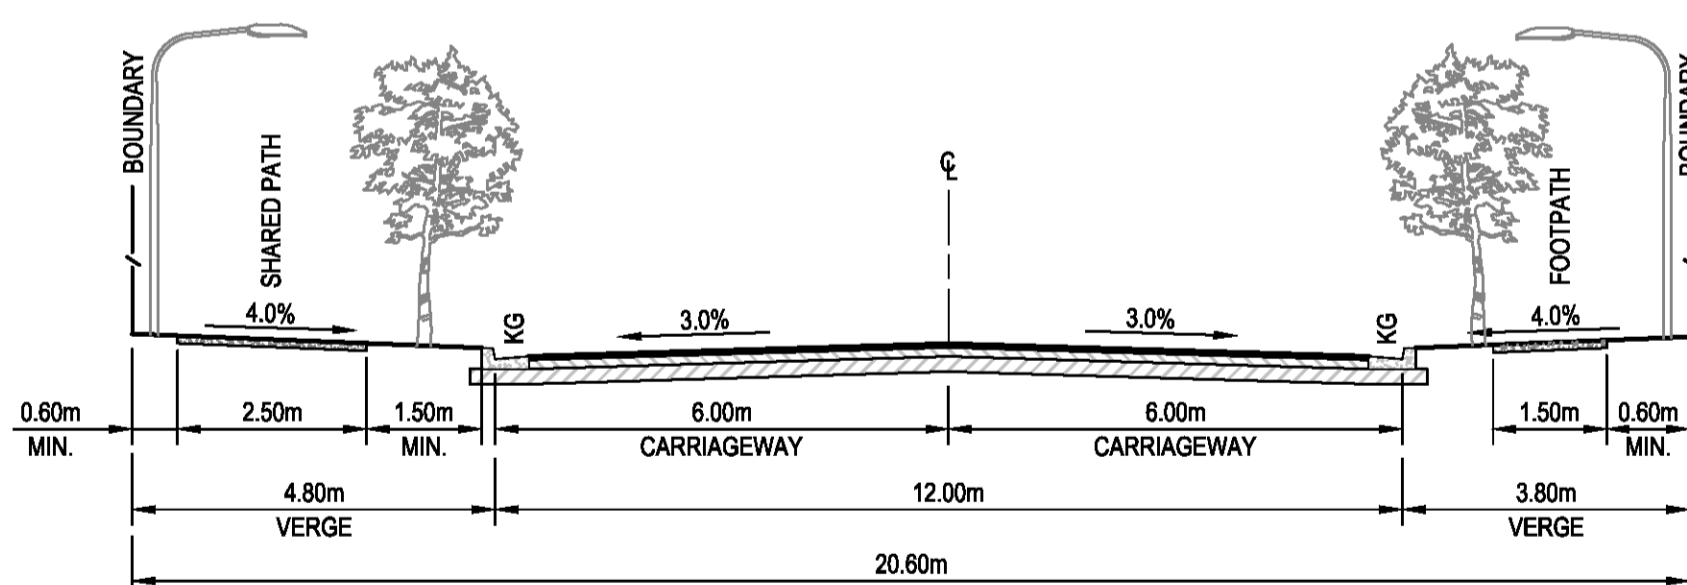 BOUNDARY
SHARED PATH
℄
FOOTPATH
BOUNDARY
4.0%
KG
3.0%
3.0%
KG
4.0%
0.60m
MIN.
2.50m
1.50m
MIN.
6.00m
CARRIAGEWAY
6.00m
CARRIAGEWAY
1.50m
0.60m
MIN.
4.80m
VERGE
12.00m
3.80m
VERGE
20.60m